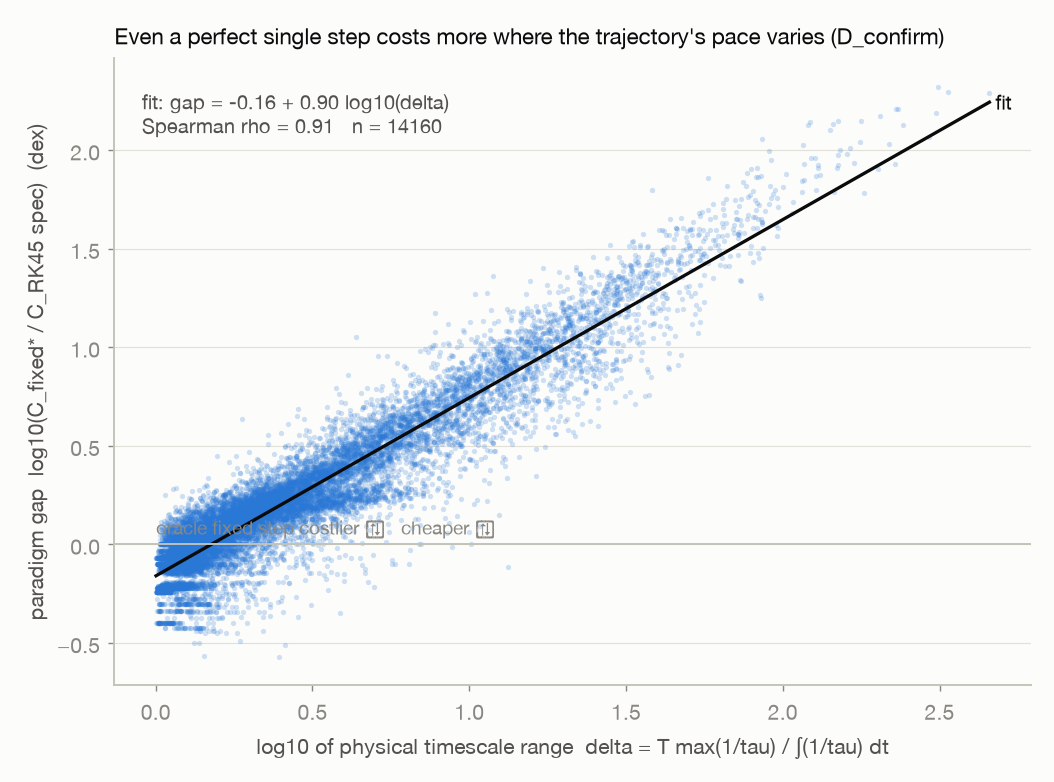 Even a perfect single step costs more where the trajectory's pace varies (D_confirm)
fit: gap = -0.16 + 0.90 log10(delta)
Spearman rho = 0.91 n = 14160
fit
2.0
1.5
1.0
0.5
0.0
−0.5
paradigm gap log10(C_fixed* / C_RK45 spec) (dex)
oracle fixed step costlier cheaper
0.0 0.5 1.0 1.5 2.0 2.5
log10 of physical timescale range delta = T max(1/tau) / ∫(1/tau) dt